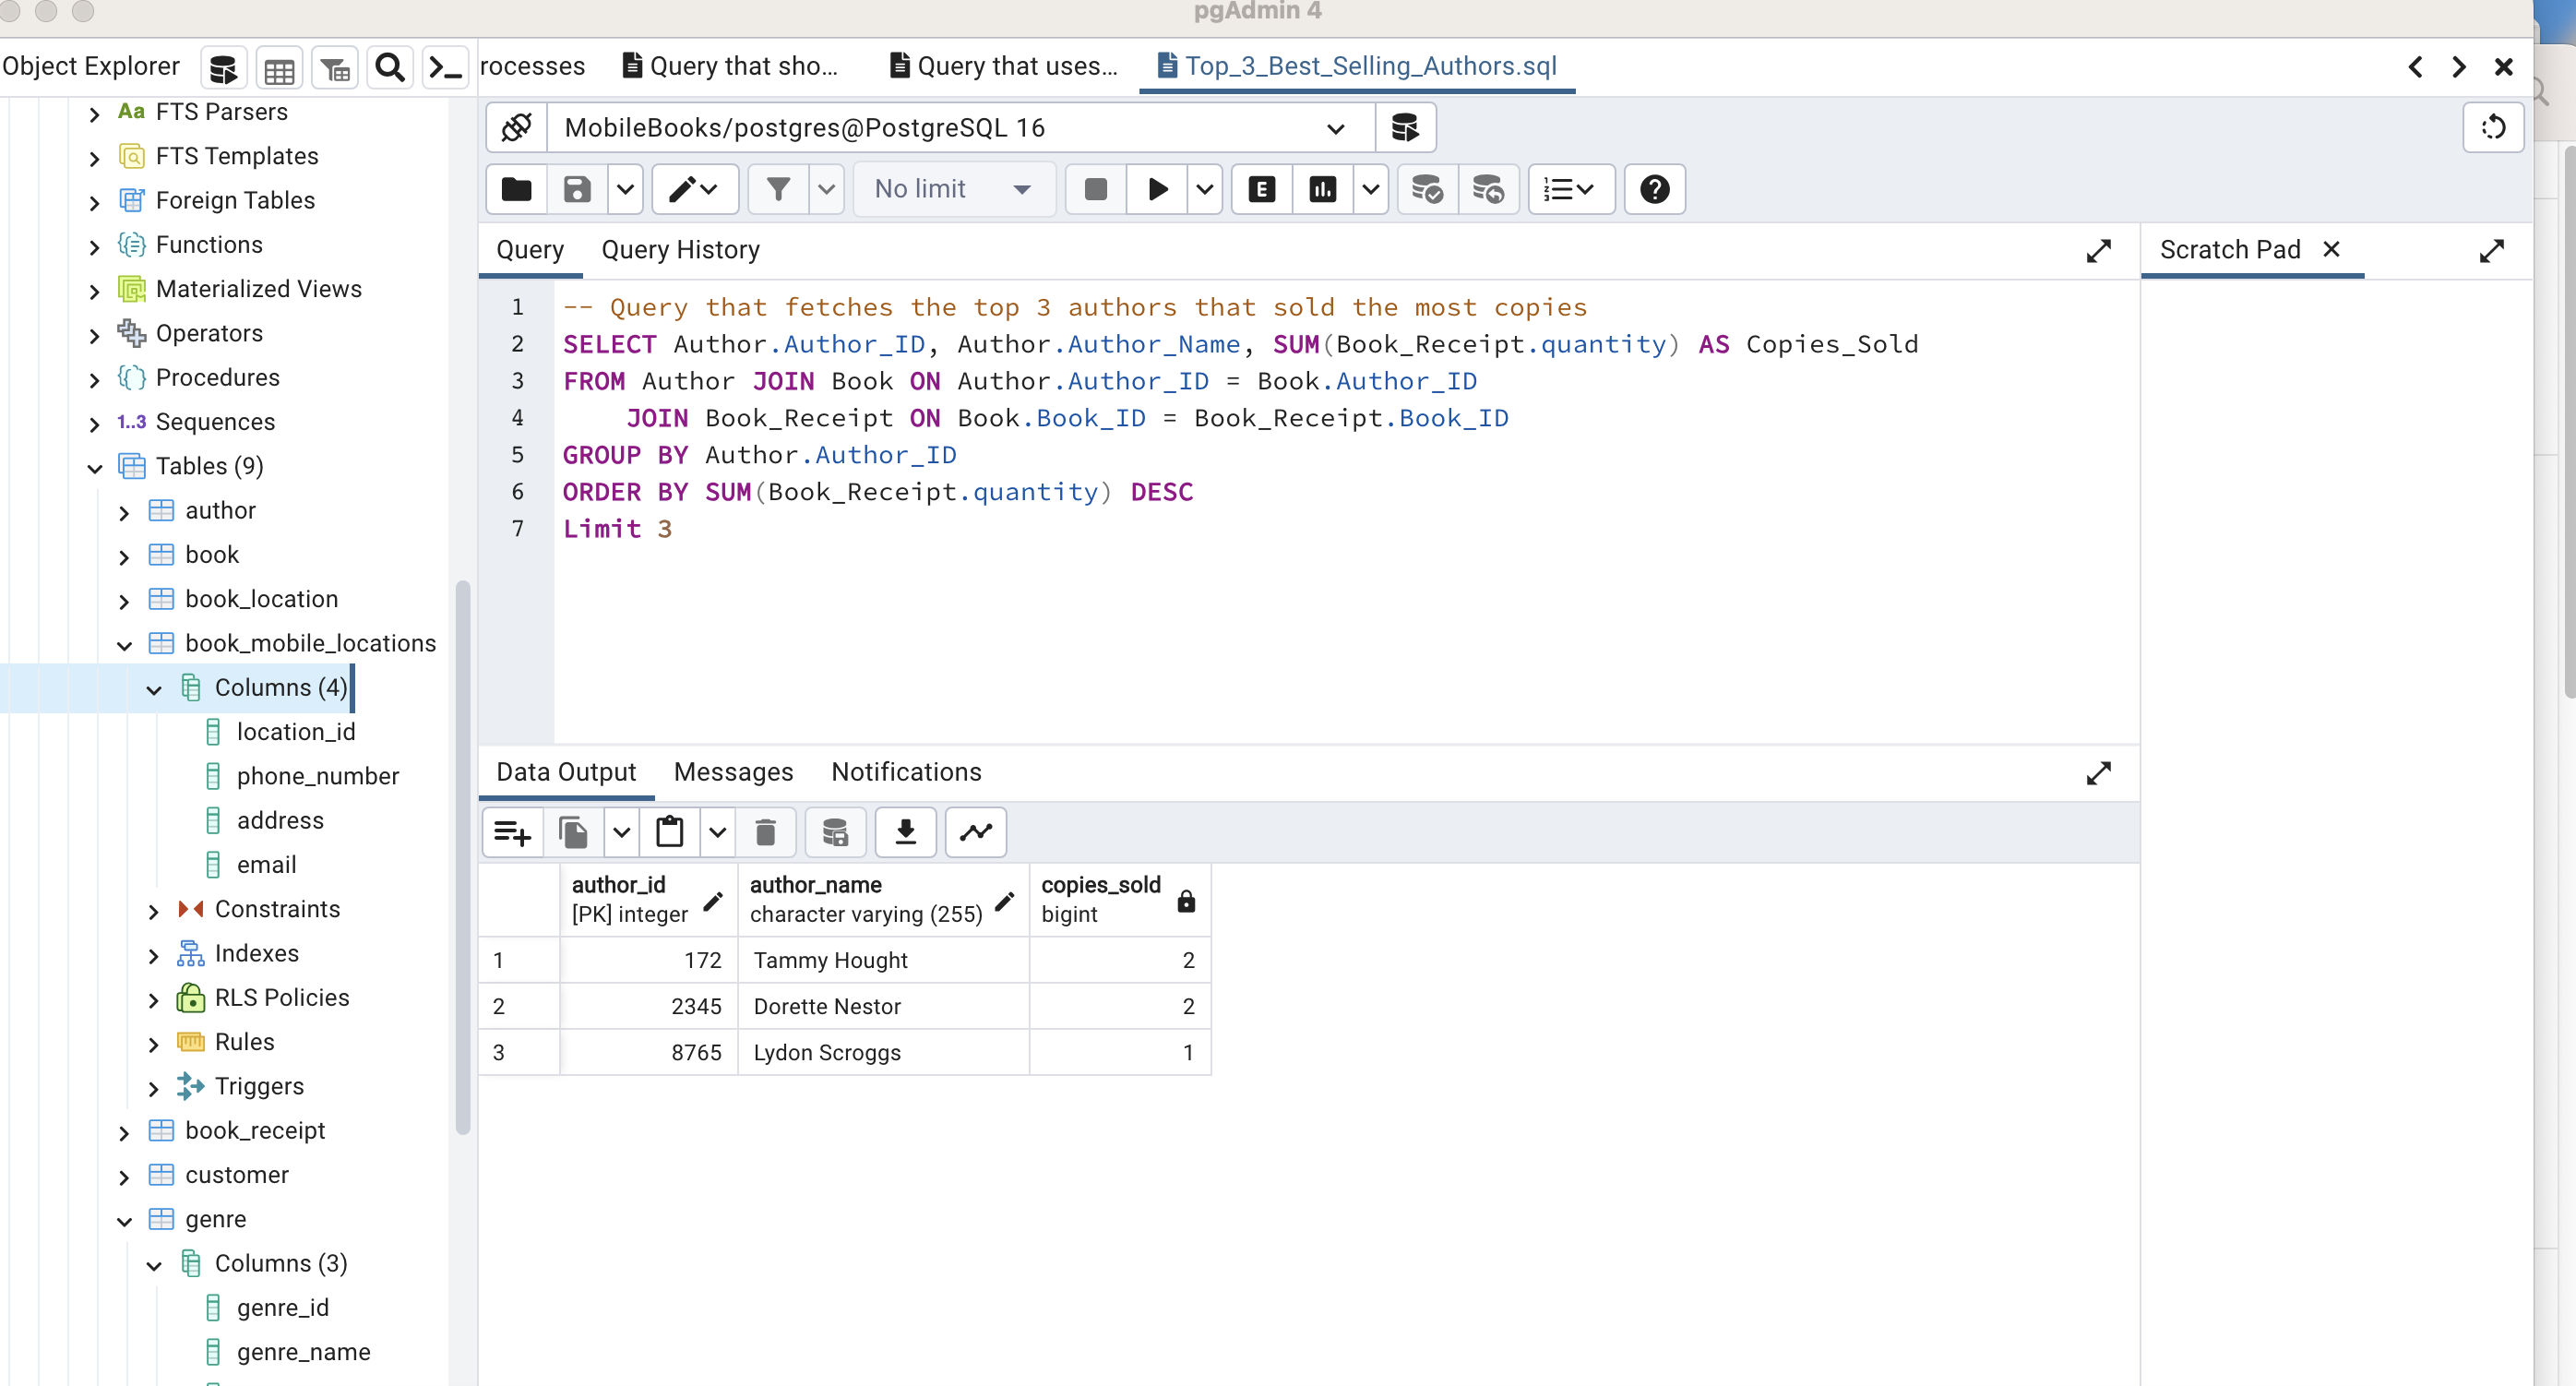 pgAdmin 4
Object Explorer
rocesses
Query that sho...
Query that uses...
Top_3_Best_Selling_Authors.sql
Aa FTS Parsers
FTS Templates
Foreign Tables
Functions
Materialized Views
Operators
Procedures
1..3 Sequences
Tables (9)
author
book
book_location
book_mobile_locations
Columns (4)
location_id
phone_number
address
email
Constraints
Indexes
RLS Policies
Rules
Triggers
book_receipt
customer
genre
Columns (3)
genre_id
genre_name
MobileBooks/postgres@PostgreSQL 16
No limit
E
Query
Query History
Scratch Pad
1 -- Query that fetches the top 3 authors that sold the most copies
2 SELECT Author.Author_ID, Author.Author_Name, SUM(Book_Receipt.quantity) AS Copies_Sold
3 FROM Author JOIN Book ON Author.Author_ID = Book.Author_ID
4 JOIN Book_Receipt ON Book.Book_ID = Book_Receipt.Book_ID
5 GROUP BY Author.Author_ID
6 ORDER BY SUM(Book_Receipt.quantity) DESC
7 Limit 3
Data Output
Messages
Notifications
author_id author_name copies_sold
[PK] integer character varying (255) bigint
1 172 Tammy Hought 2
2 2345 Dorette Nestor 2
3 8765 Lydon Scroggs 1